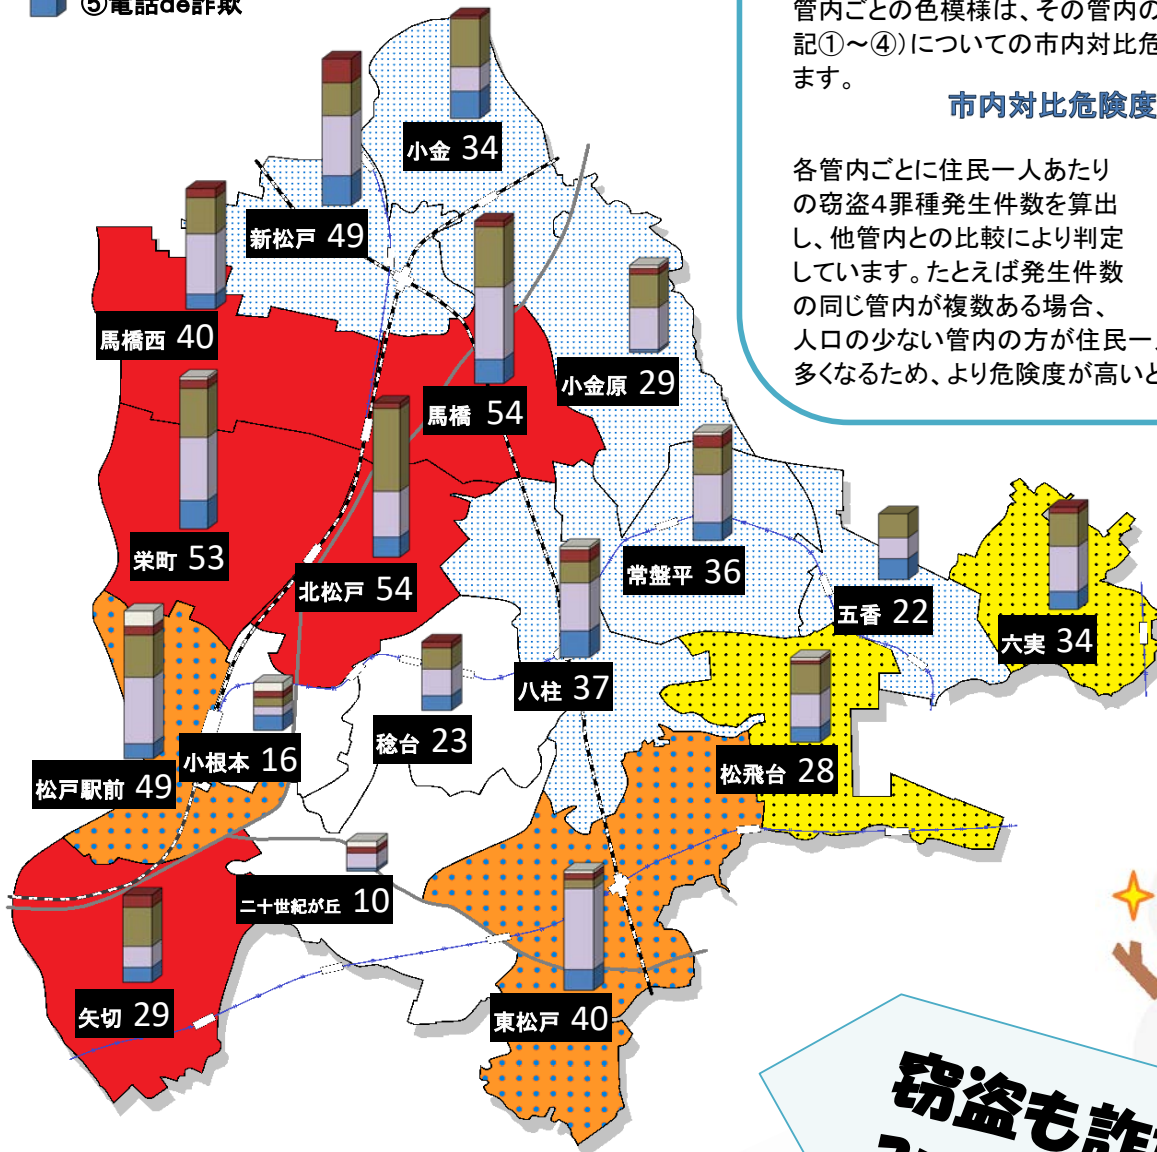 ⑤電話de詐欺
管内ごとの色模様は、その管内の
記①～④)についての市内対比危
ます。
市内対比危険度
各管内ごとに住民一人あたり
の窃盗4罪種発生件数を算出
し、他管内との比較により判定
しています。たとえば発生件数
の同じ管内が複数ある場合、
人口の少ない管内の方が住民一
多くなるため、より危険度が高いと
小金 34
新松戸 49
馬橋西 40
小金原 29
馬橋 54
栄町 53
北松戸 54
常盤平 36
五香 22
六実 34
八柱 37
稔台 23
小根本 16
松戸駅前 49
松飛台 28
二十世紀が丘 10
矢切 29
東松戸 40
窃盗も詐